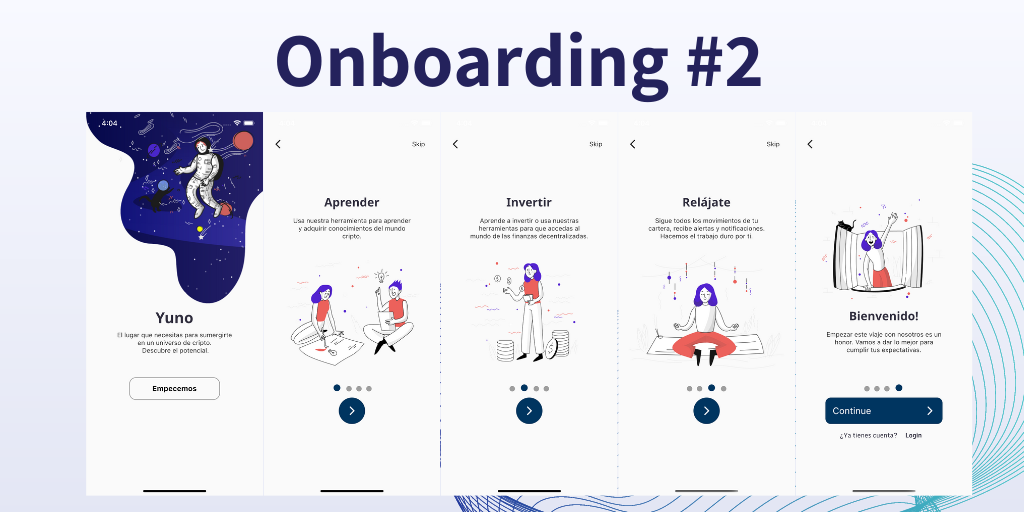 Onboarding #2
4:04
Yuno
El lugar que necesitas para sumergirte
en un universo de cripto.
Descubre el potencial.
Empecemos
Skip
Aprender
Usa nuestra herramienta para aprender
y adquirir conocimientos del mundo
cripto.
Skip
Invertir
Aprende a invertir o usa nuestras
herramientas para que accedas al
mundo de las finanzas decentralizadas.
Skip
Relájate
Sigue todos los movimientos de tu
cartera, recibe alertas y notificaciones.
Hacemos el trabajo duro por ti
Bienvenido!
Empezar este viaje con nosotros es un
honor. Vamos a dar lo mejor para
cumplir tus expectativas.
Continue
¿Ya tienes cuenta? Login